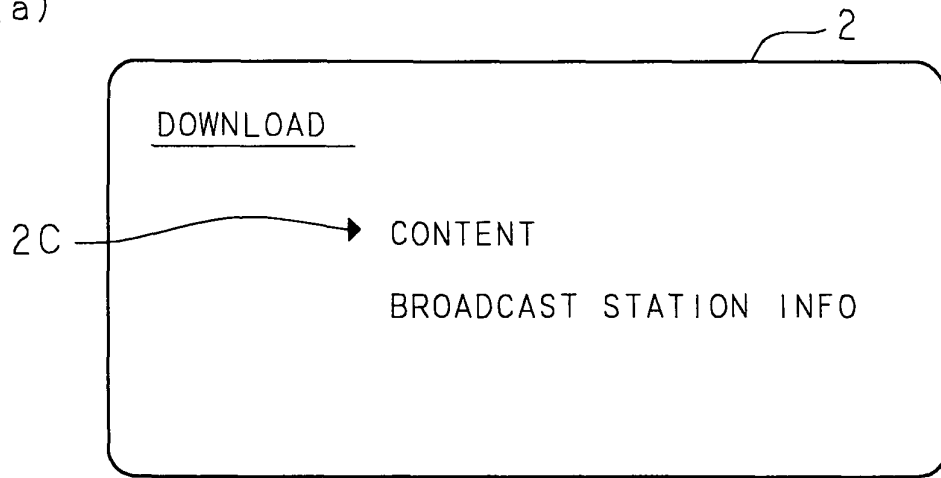 a)
2
DOWNLOAD
2C
CONTENT
BROADCAST STATION INFO